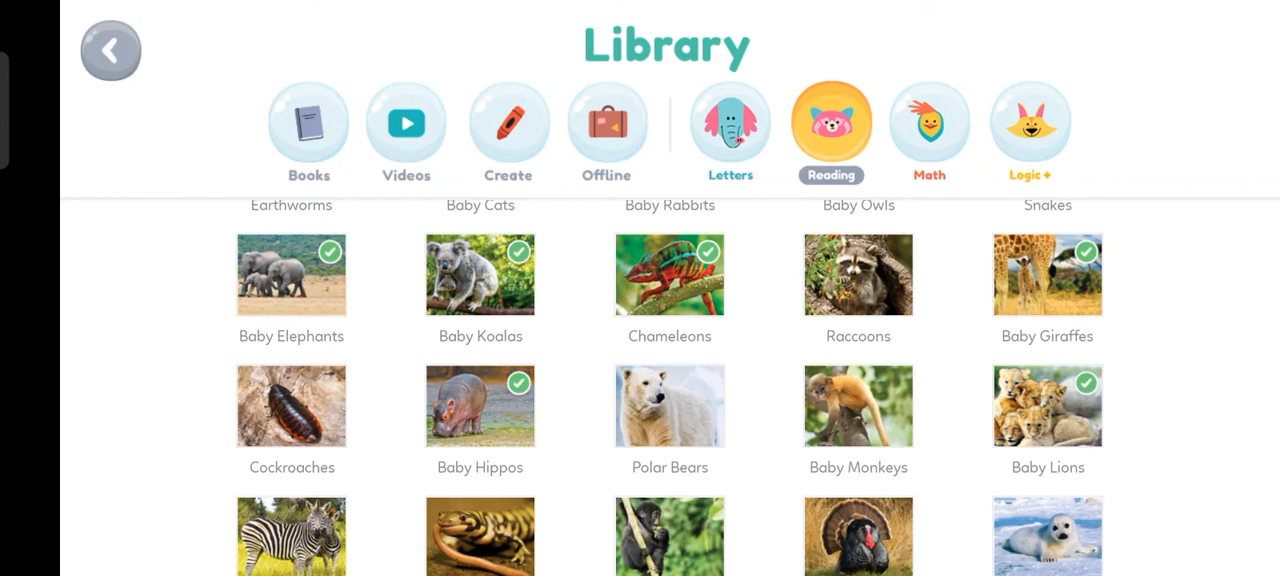 Library
Books Videos Create Offline Letters Reading Math Logic +
Earthworms Baby Cats Baby Rabbits Baby Owls Snakes
Baby Elephants Baby Koalas Chameleons Raccoons Baby Giraffes
Cockroaches Baby Hippos Polar Bears Baby Monkeys Baby Lions